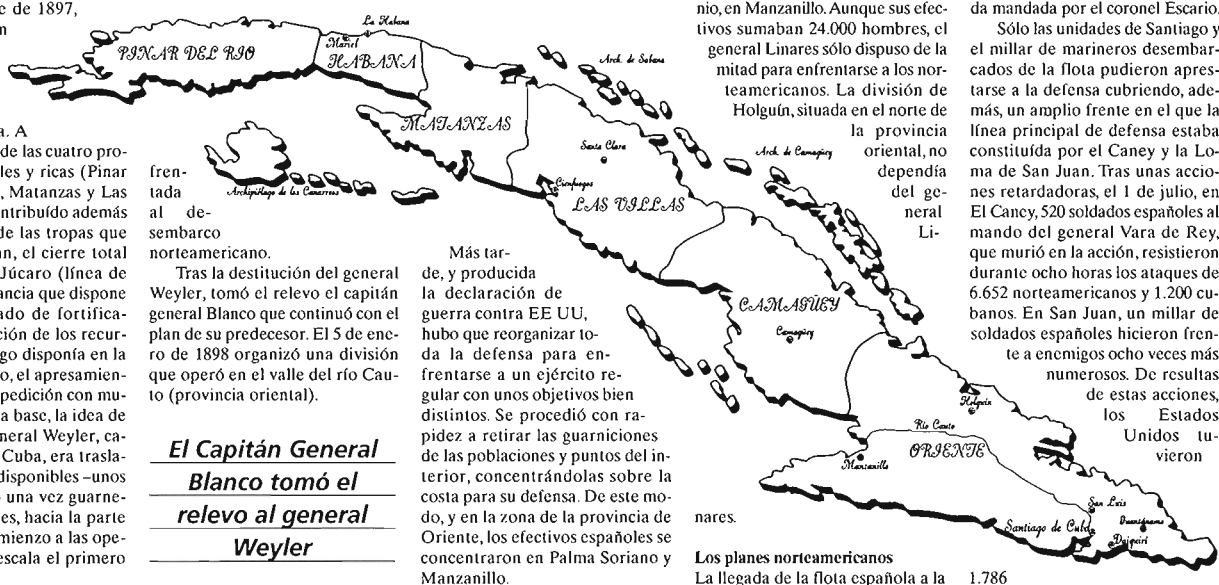 c de 1897,
n
a. A
de las cuatro pro-
les y ricas (Pinar
, Matanzas y Las
ntribuído además
de las tropas que
an, el cierre total
Júcaro (línea de
ancia que dispone
ado de fortifica-
ción de los recur-
go disponía en la
o, el apresamien-
pedición con mu-
a base, la idea de
neral Weyler, ca-
Cuba, era trasla-
disponibles –unos
una vez guarne-
es, hacia la parte
mienzo a las ope-
escala el primero
fren-
tada
al de-
sembarco
norteamericano.
Tras la destitución del general
Weyler, tomó el relevo el capitán
general Blanco que continuó con el
plan de su predecesor. El 5 de ene-
ro de 1898 organizó una división
que operó en el valle del río Cau-
to (provincia oriental).
El Capitán General
Blanco tomó el
relevo al general
Weyler
Más tar-
de, y producida
la declaración de
guerra contra EE UU,
hubo que reorganizar to-
da la defensa para en-
frentarse a un ejército re-
gular con unos objetivos bien
distintos. Se procedió con ra-
pidez a retirar las guarniciones
de las poblaciones y puntos del in-
terior, concentrándolas sobre la
costa para su defensa. De este mo-
do, y en la zona de la provincia de
Oriente, los efectivos españoles se
concentraron en Palma Soriano y
Manzanillo.
nio, en Manzanillo. Aunque sus efec-
tivos sumaban 24.000 hombres, el
general Linares sólo dispuso de la
mitad para enfrentarse a los nor-
teamericanos. La división de
Holguín, situada en el norte de
la provincia
oriental, no
dependía
del ge-
neral
Li-
nares.
Los planes norteamericanos
La llegada de la flota española a la
da mandada por el coronel Escario.
Sólo las unidades de Santiago y
el millar de marineros desembar-
cados de la flota pudieron apres-
tarse a la defensa cubriendo, ade-
más, un amplio frente en el que la
línea principal de defensa estaba
constituída por el Caney y la Lo-
ma de San Juan. Tras unas accio-
nes retardadoras, el 1 de julio, en
El Caney, 520 soldados españoles al
mando del general Vara de Rey,
que murió en la acción, resistieron
durante ocho horas los ataques de
6.652 norteamericanos y 1.200 cu-
banos. En San Juan, un millar de
soldados españoles hicieron fren-
te a enemigos ocho veces más
numerosos. De resultas
de estas acciones,
los Estados
Unidos tu-
vieron
1.786
La Habana
Mariel
PINAR DEL RIO
HABANA
MATANZAS
Arch. de Sabana
Santa Clara
Archipiélago de los Canarreos
Cienfuegos
LAS VILLAS
Arch. de Camagüey
CAMAGÜEY
Camagüey
Holguín
Río Cauto
ORIENTE
Manzanillo
San Luis
Santiago de Cuba
Guantánamo
Daiquirí